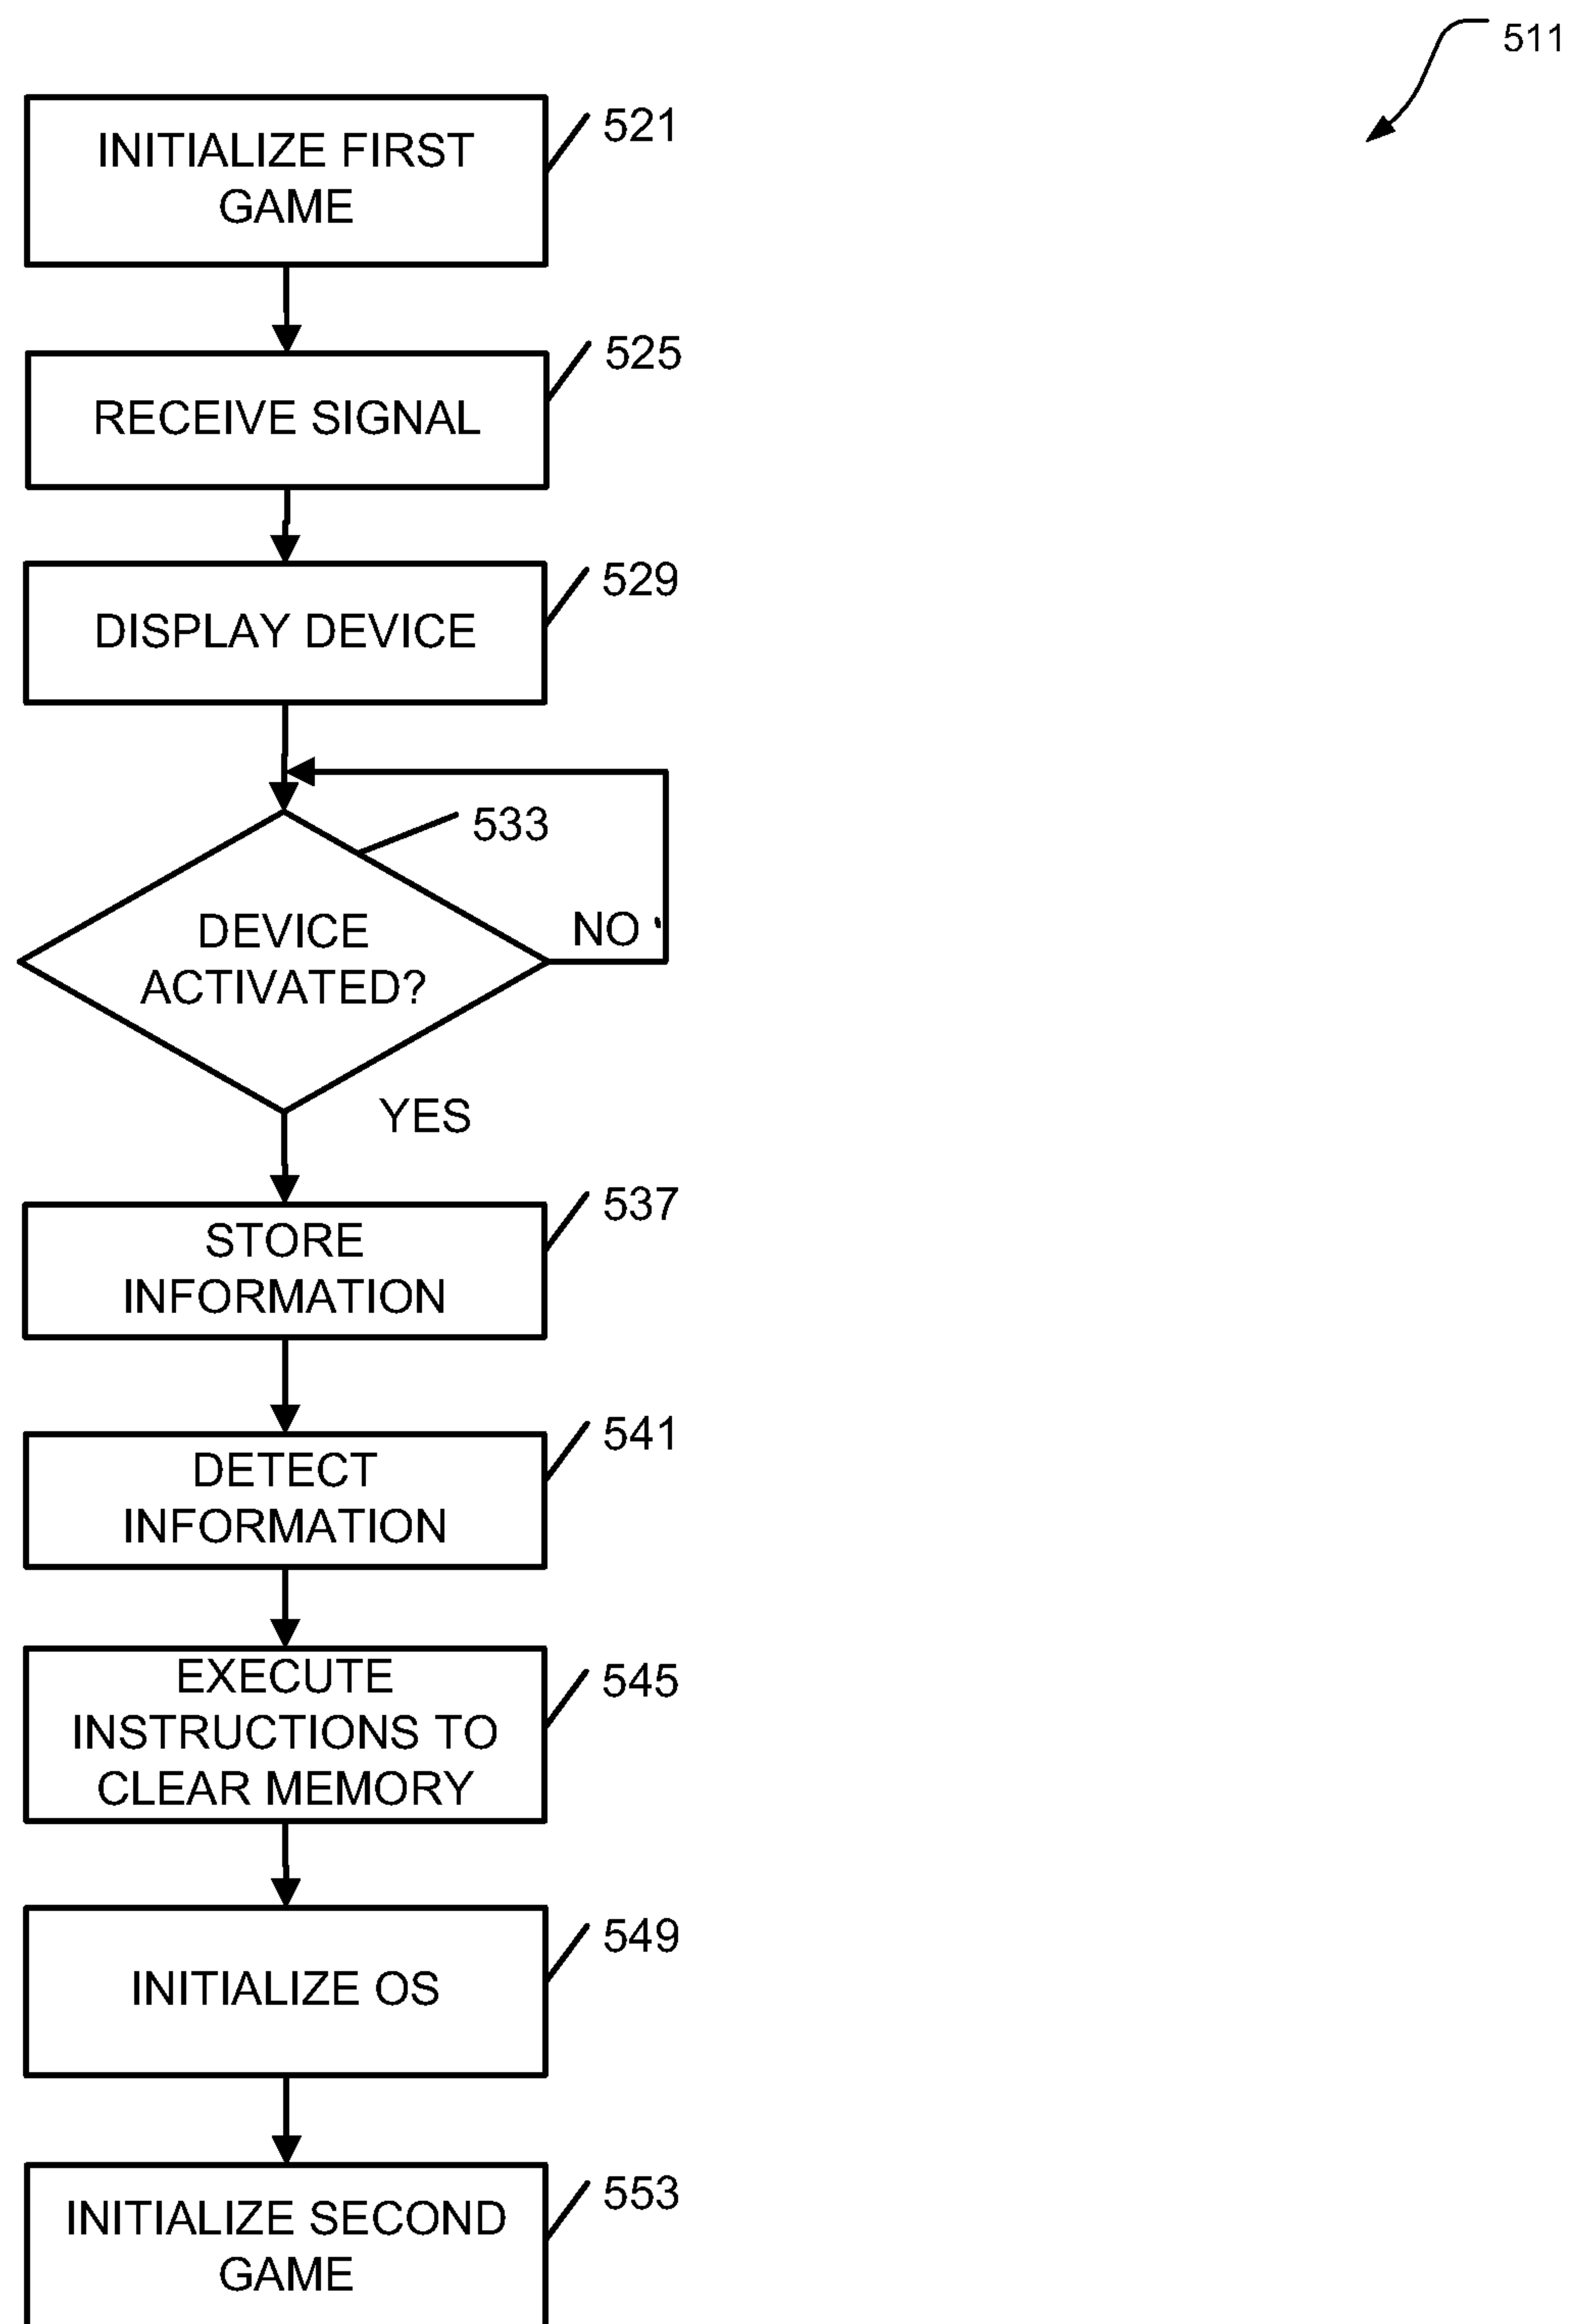 511
521
INITIALIZE FIRST
GAME
525
RECEIVE SIGNAL
529
DISPLAY DEVICE
533
DEVICE
ACTIVATED?
NO
YES
537
STORE
INFORMATION
541
DETECT
INFORMATION
545
EXECUTE
INSTRUCTIONS TO
CLEAR MEMORY
549
INITIALIZE OS
553
INITIALIZE SECOND
GAME